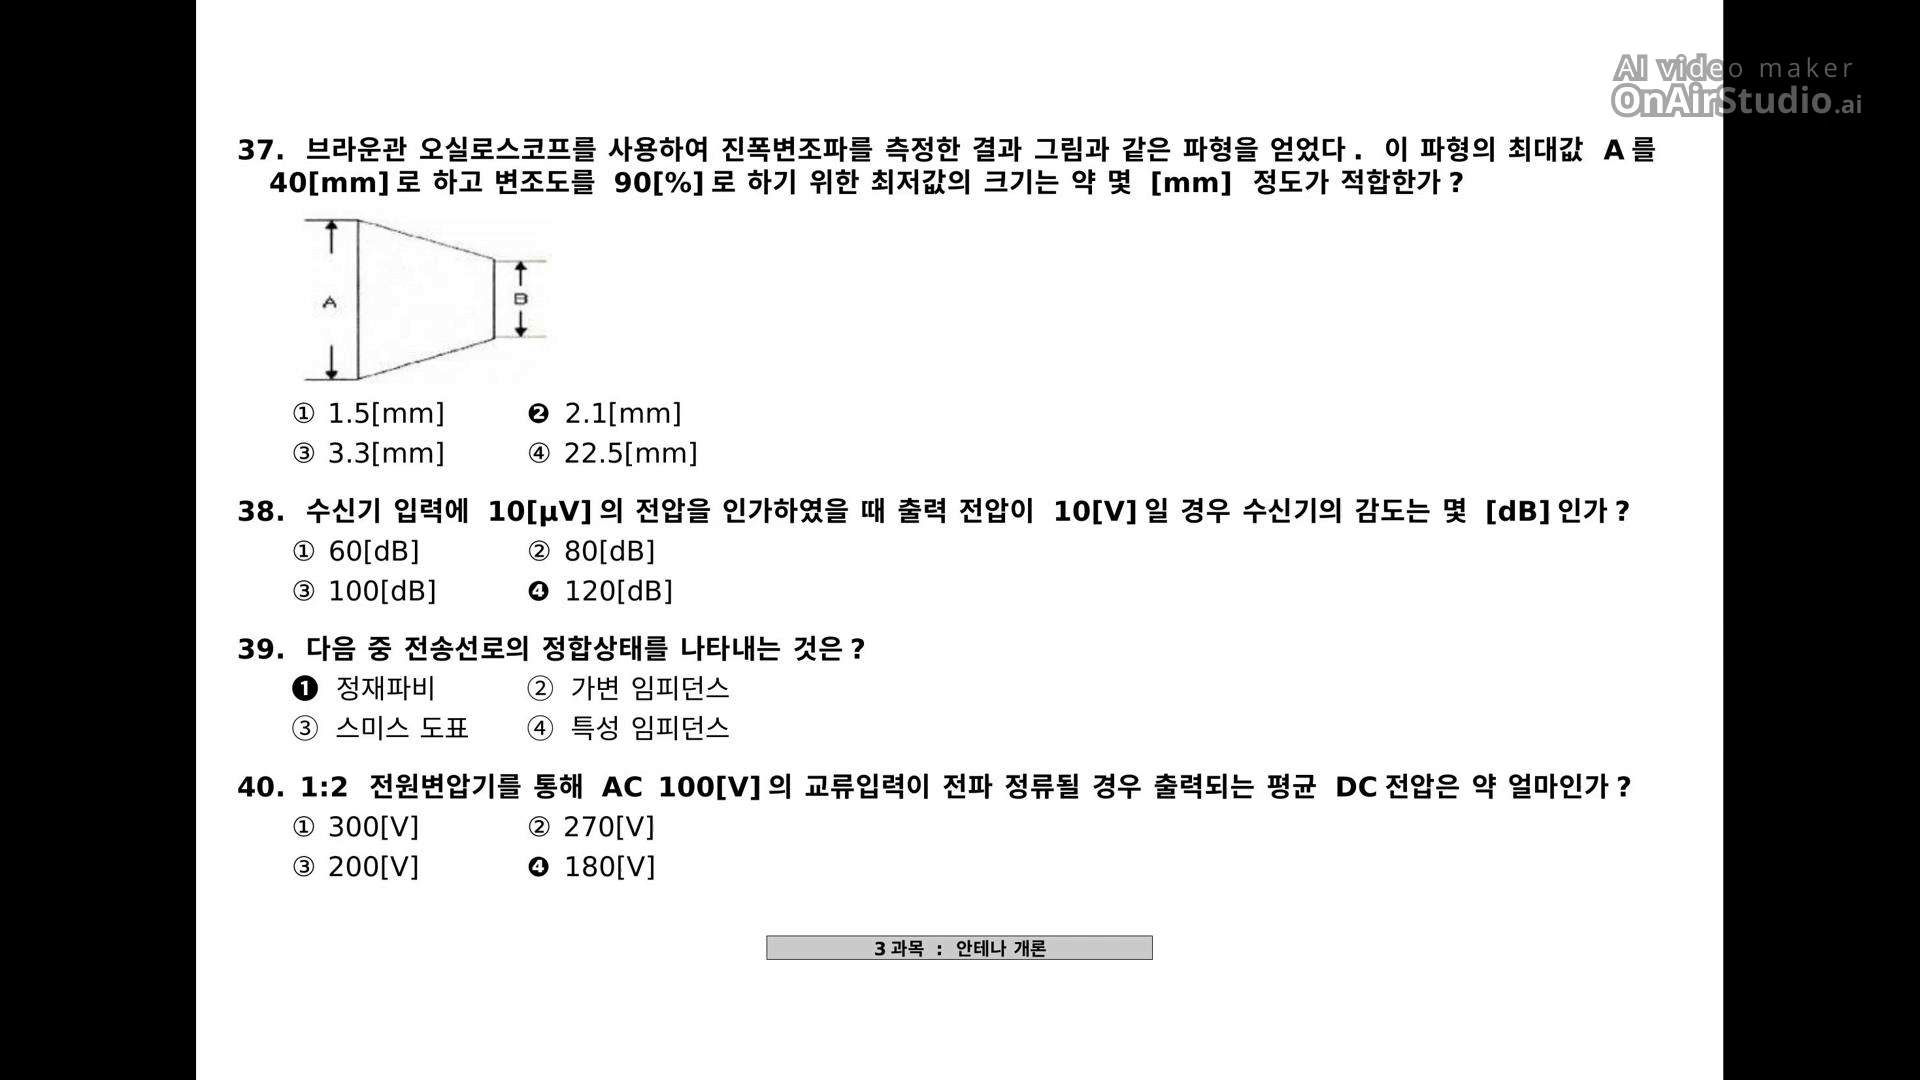 AI video maker
OnAirStudio.ai
37. 브라운관 오실로스코프를 사용하여 진폭변조파를 측정한 결과 그림과 같은 파형을 얻었다. 이 파형의 최대값 A를
40[mm]로 하고 변조도를 90[%]로 하기 위한 최저값의 크기는 약 몇 [mm] 정도가 적합한가?
A
B
① 1.5[mm] ❷ 2.1[mm]
③ 3.3[mm] ④ 22.5[mm]
38. 수신기 입력에 10[μV]의 전압을 인가하였을 때 출력 전압이 10[V]일 경우 수신기의 감도는 몇 [dB]인가?
① 60[dB] ② 80[dB]
③ 100[dB] ❹ 120[dB]
39. 다음 중 전송선로의 정합상태를 나타내는 것은?
❶ 정재파비 ② 가변 임피던스
③ 스미스 도표 ④ 특성 임피던스
40. 1:2 전원변압기를 통해 AC 100[V]의 교류입력이 전파 정류될 경우 출력되는 평균 DC전압은 약 얼마인가?
① 300[V] ② 270[V]
③ 200[V] ❹ 180[V]
3과목 : 안테나 개론